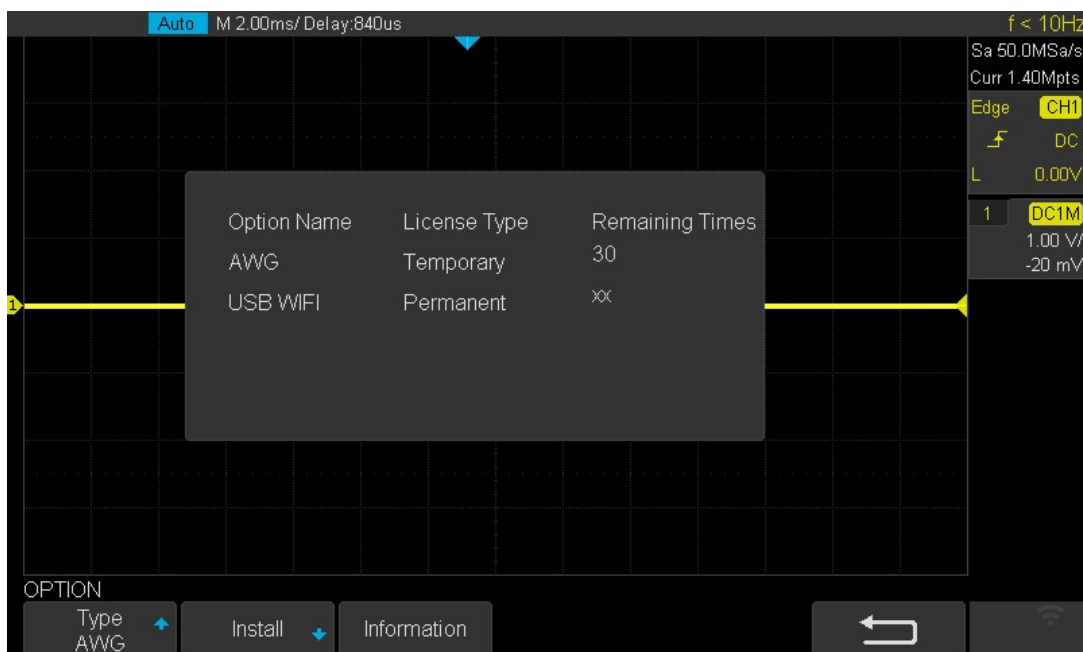 Auto M 2.00ms/ Delay:840us f < 10Hz
Sa 50.0MSa/s
Curr 1.40Mpts
Edge CH1
DC
L 0.00V
1 DC1M
1.00 V/
-20 mV
Option Name License Type Remaining Times
AWG Temporary 30
USB WIFI Permanent xx
1
OPTION
Type AWG
Install
Information